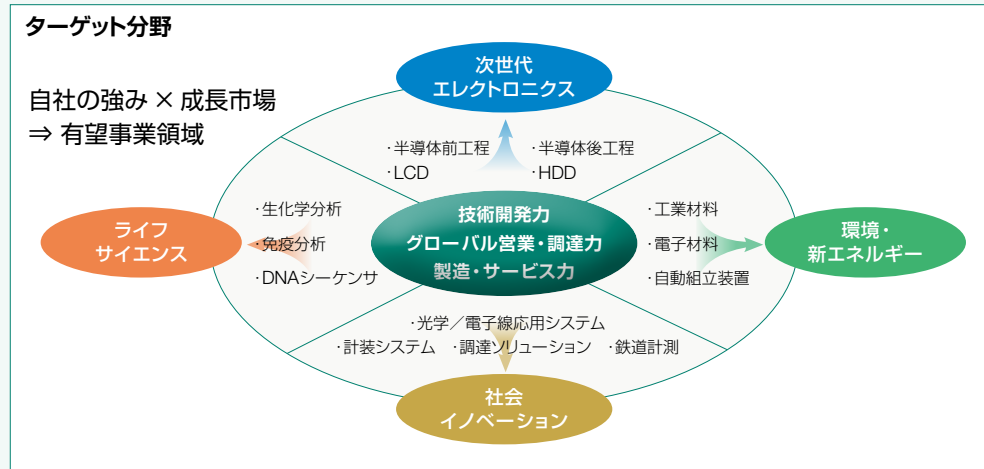 ターゲット分野
自社の強み × 成長市場
⇒ 有望事業領域
次世代
エレクトロニクス
・半導体前工程
・半導体後工程
・LCD
・HDD
ライフ
サイエンス
・生化学分析
・免疫分析
・DNAシーケンサ
技術開発力
グローバル営業・調達力
製造・サービス力
・工業材料
・電子材料
・自動組立装置
環境・
新エネルギー
・光学／電子線応用システム
・計装システム ・調達ソリューション ・鉄道計測
社会
イノベーション